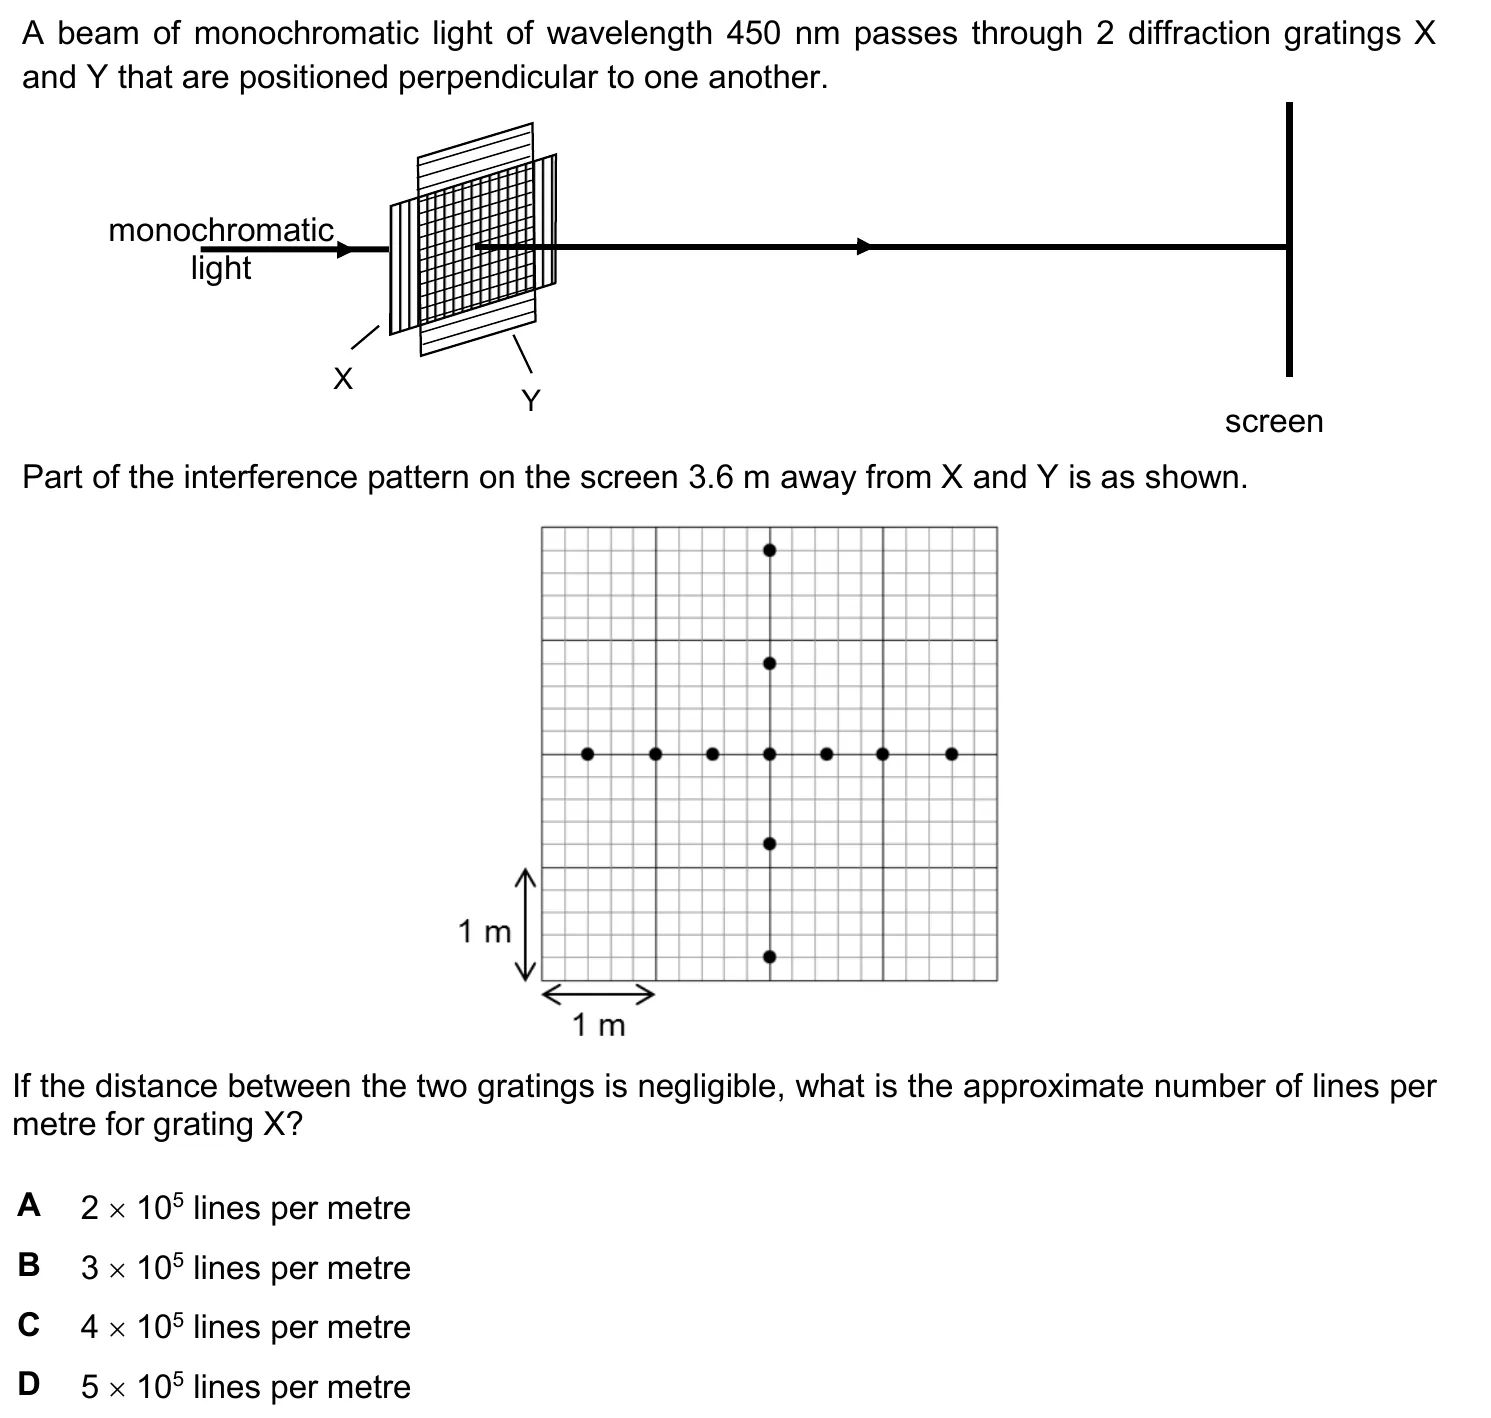 A beam of monochromatic light of wavelength 450 nm passes through 2 diffraction gratings X
and Y that are positioned perpendicular to one another.
monochromatic
light
X
Y
screen
Part of the interference pattern on the screen 3.6 m away from X and Y is as shown.
1 m
1 m
If the distance between the two gratings is negligible, what is the approximate number of lines per
metre for grating X?
A 2 × 10⁵ lines per metre
B 3 × 10⁵ lines per metre
C 4 × 10⁵ lines per metre
D 5 × 10⁵ lines per metre